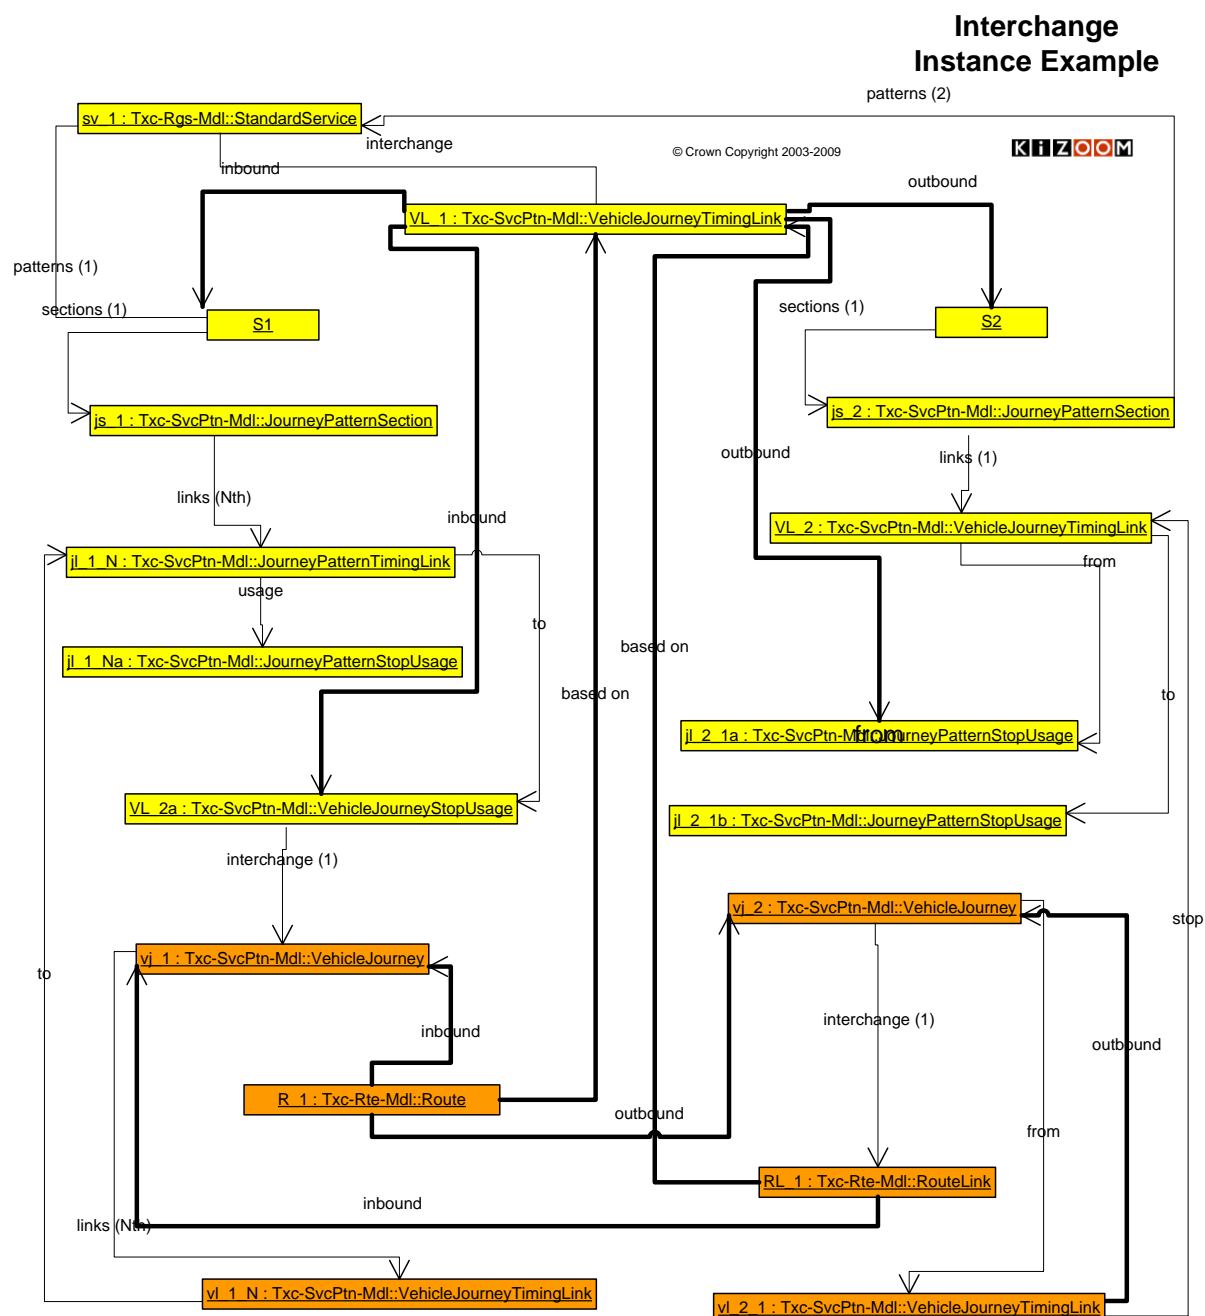 Interchange
Instance Example
patterns (2)
sv_1 : Txc-Rgs-Mdl::StandardService
interchange
© Crown Copyright 2003-2009
KiZOOM
inbound
outbound
VL_1 : Txc-SvcPtn-Mdl::VehicleJourneyTimingLink
patterns (1)
sections (1)
sections (1)
S1
S2
js_1 : Txc-SvcPtn-Mdl::JourneyPatternSection
js_2 : Txc-SvcPtn-Mdl::JourneyPatternSection
outbound
links (1)
links (Nth)
inbound
VL_2 : Txc-SvcPtn-Mdl::VehicleJourneyTimingLink
jl_1_N : Txc-SvcPtn-Mdl::JourneyPatternTimingLink
from
usage
to
based on
jl_1_Na : Txc-SvcPtn-Mdl::JourneyPatternStopUsage
based on
to
jl_2_1a : Txc-SvcPtn-Mdl::JourneyPatternStopUsage
from
VL_2a : Txc-SvcPtn-Mdl::VehicleJourneyStopUsage
jl_2_1b : Txc-SvcPtn-Mdl::JourneyPatternStopUsage
interchange (1)
vj_2 : Txc-SvcPtn-Mdl::VehicleJourney
stop
vj_1 : Txc-SvcPtn-Mdl::VehicleJourney
to
interchange (1)
inbound
outbound
R_1 : Txc-Rte-Mdl::Route
outbound
from
RL_1 : Txc-Rte-Mdl::RouteLink
inbound
links (Nth)
vl_1_N : Txc-SvcPtn-Mdl::VehicleJourneyTimingLink
vl_2_1 : Txc-SvcPtn-Mdl::VehicleJourneyTimingLink